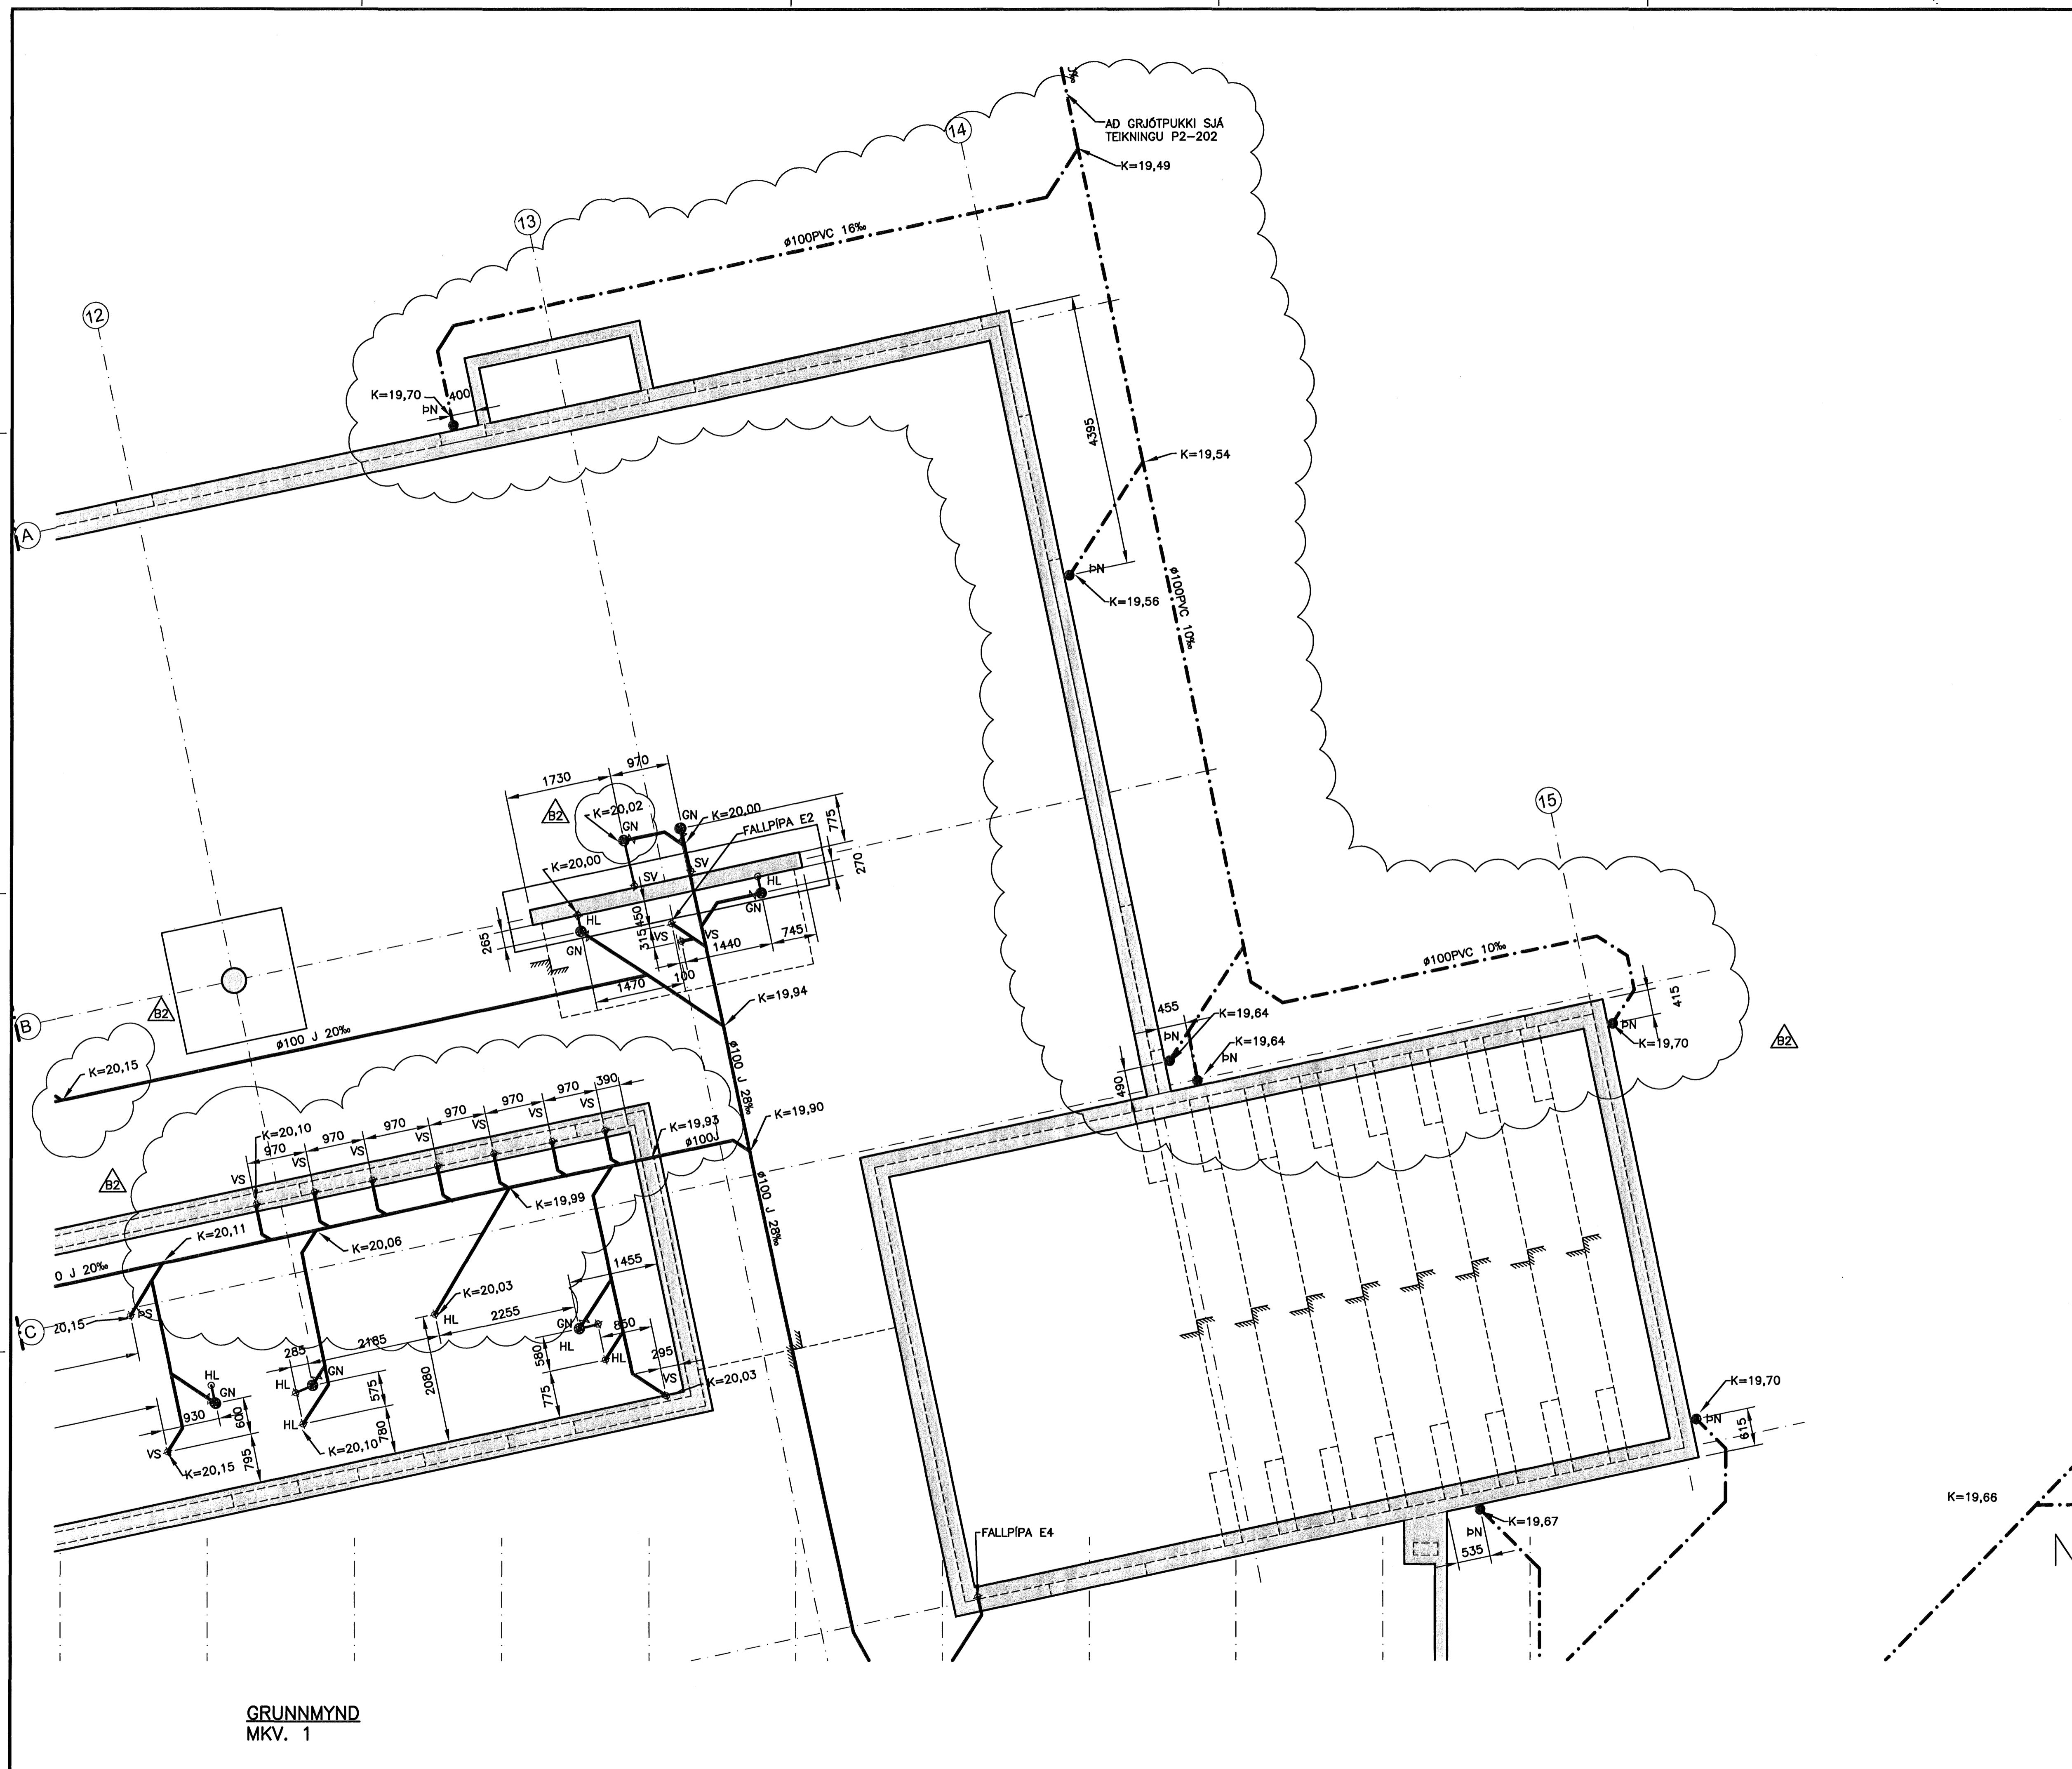 AÐ GRJÓTPUKKI SJÁ
TEIKNINGU P2-202
14
K=19,49
13
ø100PVC 16‰
12
K=19,70
400
ÞN
4395
K=19,54
A
ÞN
K=19,56
ø100PVC 10‰
970
1730
B2
K=20,02
GN
GN
K=20,00
FALLPÍPA E2
775
15
K=20,00
SV
SV
270
HL
HL
GN
450
315
VS
VS
265
GN
1440
745
100
1470
K=19,94
ø100PVC 10‰
415
B2
B
ø100 J 20‰
K=20,15
455
K=19,64
ÞN
K=19,64
ÞN
ÞN
K=19,70
B2
490
ø100 J 28‰
970
390
970
VS
970
VS
970
VS
970
VS
970
VS
VS
VS
K=20,10
K=19,93
ø100J
K=19,90
B2
K=19,99
ø100 J 28‰
K=20,11
K=20,06
0 J 20‰
1455
K=20,03
HL
2255
C
20,15
ÞS
GN
HL
850
2185
285
580
295
HL
VS
K=20,03
HL
GN
HL
GN
575
2080
775
930
600
HL
780
K=20,10
VS
K=20,15
795
K=19,70
ÞN
615
K=19,66
K=19,67
ÞN
535
FALLPÍPA E4
N
GRUNNMYND
MKV. 1